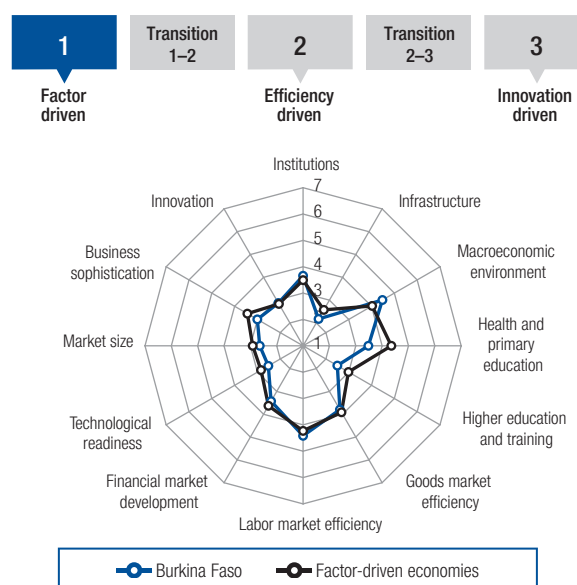 1
Transition
1–2
2
Transition
2–3
3
Factor
driven
Efficiency
driven
Innovation
driven
Institutions
7
6
5
4
3
1
Innovation
Infrastructure
Business
sophistication
Macroeconomic
environment
Market size
Health and
primary
education
Technological
readiness
Higher education
and training
Financial market
development
Goods market
efficiency
Labor market efficiency
Burkina Faso
Factor-driven economies